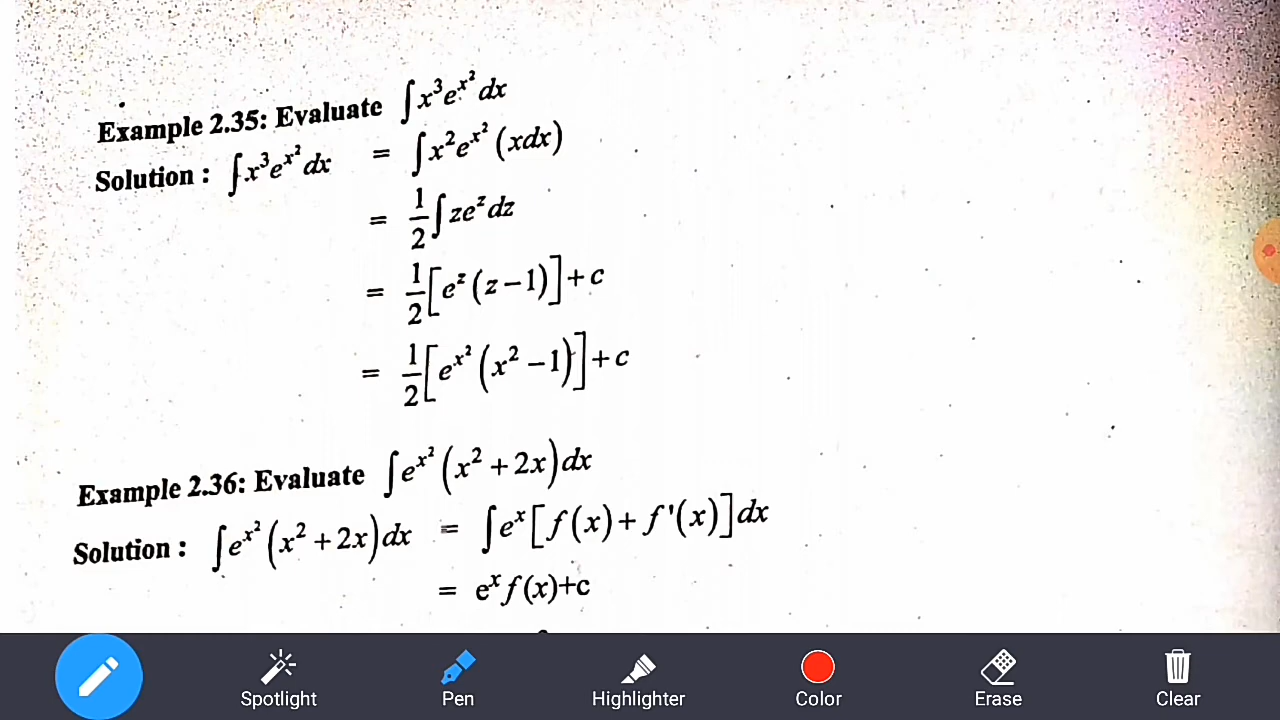 Example 2.35: Evaluate ∫x³e^{x²}dx
Solution : ∫x³e^{x²}dx = ∫x²e^{x²}(xdx)
= 1/2 ∫ze^z dz
= 1/2 [e^z (z−1)]+c
= 1/2 [e^{x²} (x² −1)]+c
Example 2.36: Evaluate ∫e^{x²}(x² + 2x)dx
Solution : ∫e^{x²}(x² + 2x)dx = ∫e^x [f(x) + f'(x)]dx
= e^x f(x)+c
Spotlight Pen Highlighter Color Erase Clear